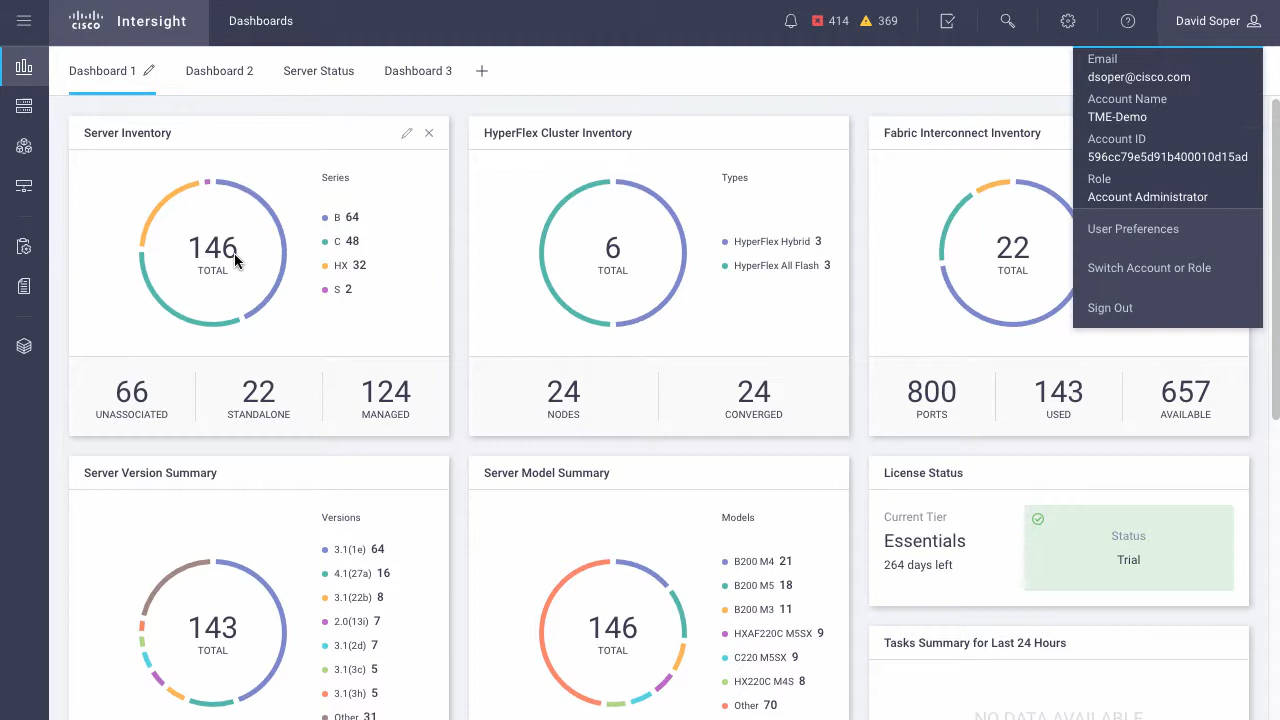 CISCO Intersight
Dashboards
414
369
David Soper
Email
dsoper@cisco.com
Account Name
TME-Demo
Account ID
596cc79e5d91b400010d15ad
Role
Account Administrator
User Preferences
Switch Account or Role
Sign Out
Dashboard 1
Dashboard 2
Server Status
Dashboard 3
Server Inventory
146
TOTAL
Series
B 64
C 48
HX 32
S 2
66
UNASSOCIATED
22
STANDALONE
124
MANAGED
HyperFlex Cluster Inventory
6
TOTAL
Types
HyperFlex Hybrid 3
HyperFlex All Flash 3
24
NODES
24
CONVERGED
Fabric Interconnect Inventory
22
TOTAL
800
PORTS
143
USED
657
AVAILABLE
Server Version Summary
143
TOTAL
Versions
3.1(1e) 64
4.1(27a) 16
3.1(22b) 8
2.0(13i) 7
3.1(2d) 7
3.1(3c) 5
3.1(3h) 5
Other 31
Server Model Summary
146
TOTAL
Models
B200 M4 21
B200 M5 18
B200 M3 11
HXAF220C M5SX 9
C220 M5SX 9
HX220C M4S 8
Other 70
License Status
Current Tier
Essentials
264 days left
Status
Trial
Tasks Summary for Last 24 Hours
NO DATA AVAILABLE